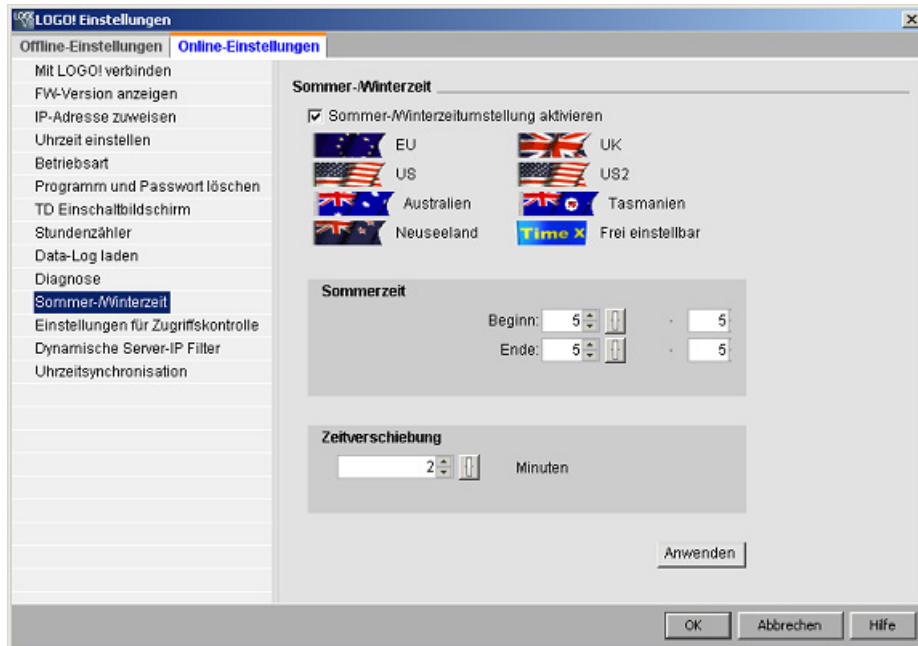 LOGO! Einstellungen
Offline-Einstellungen Online-Einstellungen
Mit LOGO! verbinden
FW-Version anzeigen
IP-Adresse zuweisen
Uhrzeit einstellen
Betriebsart
Programm und Passwort löschen
TD Einschaltbildschirm
Stundenzähler
Data-Log laden
Diagnose
Sommer-/Winterzeit
Einstellungen für Zugriffskontrolle
Dynamische Server-IP Filter
Uhrzeitsynchronisation
Sommer-/Winterzeit
Sommer-/Winterzeitumstellung aktivieren
EU UK
US US2
Australien Tasmanien
Neuseeland Time X Frei einstellbar
Sommerzeit
Beginn: 5 . 5
Ende: 5 . 5
Zeitverschiebung
2 Minuten
Anwenden
OK Abbrechen Hilfe